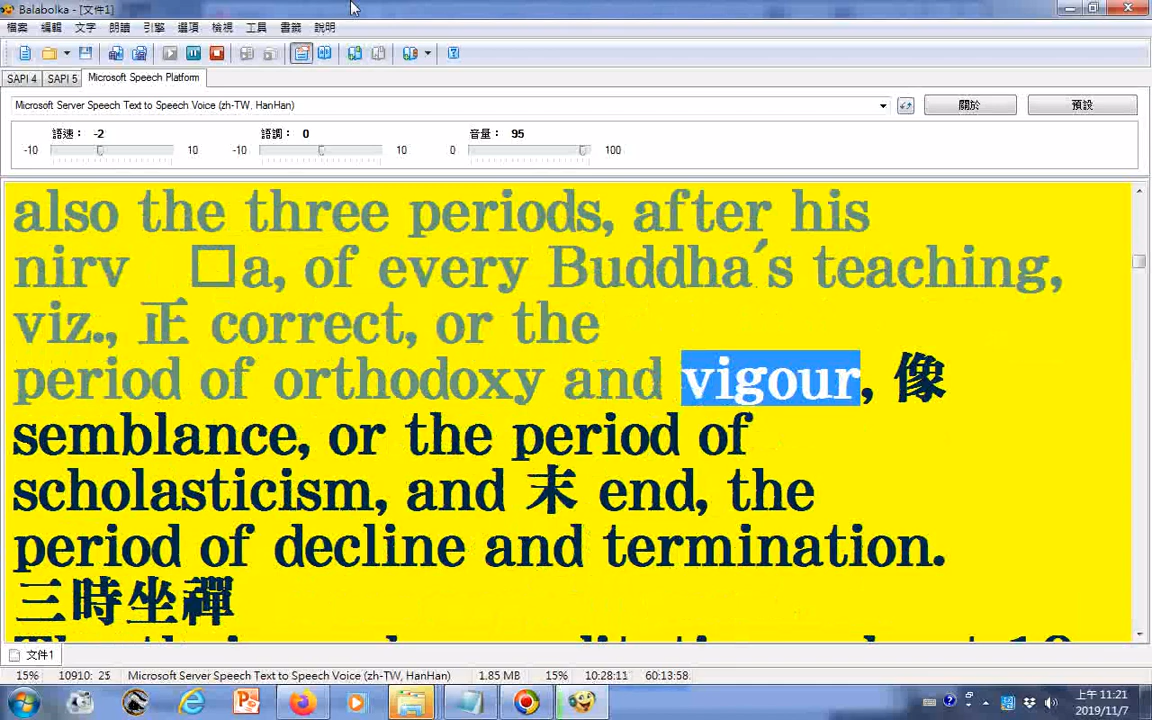 Balabolka - [文件1]
檔案 編輯 文字 朗讀 引擎 選項 檢視 工具 書籤 說明
SAPI 4 SAPI 5 Microsoft Speech Platform
Microsoft Server Speech Text to Speech Voice (zh-TW, HanHan) 關於 預設
語速： -2 語調： 0 音量： 95
-10 10 -10 10 0 100
also the three periods, after his
nirv □a, of every Buddha′s teaching,
viz., 正 correct, or the
period of orthodoxy and vigour, 像
semblance, or the period of
scholasticism, and 末 end, the
period of decline and termination.
三時坐禪
文件1
15% 10910: 25 Microsoft Server Speech Text to Speech Voice (zh-TW, HanHan) 1.85 MB 15% 10:28:11 60:13:58
上午 11:21
2019/11/7